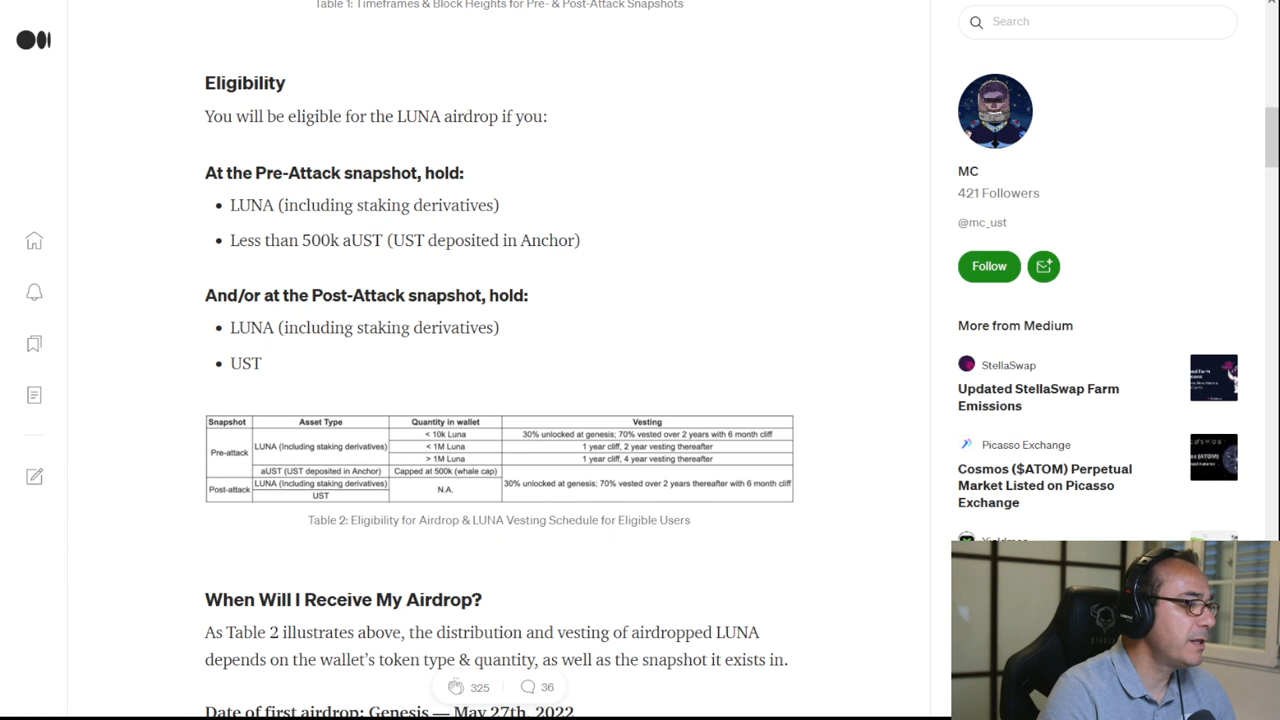 Table 1: Timeframes & Block Heights for Pre- & Post-Attack Snapshots
Eligibility
You will be eligible for the LUNA airdrop if you:
At the Pre-Attack snapshot, hold:
• LUNA (including staking derivatives)
• Less than 500k aUST (UST deposited in Anchor)
And/or at the Post-Attack snapshot, hold:
• LUNA (including staking derivatives)
• UST
Snapshot Asset Type Quantity in wallet Vesting
Pre-attack LUNA (Including staking derivatives) < 10k Luna 30% unlocked at genesis; 70% vested over 2 years with 6 month cliff
< 1M Luna 1 year cliff, 2 year vesting thereafter
> 1M Luna 1 year cliff, 4 year vesting thereafter
aUST (UST deposited in Anchor) Capped at 500k (whale cap)
Post-attack LUNA (Including staking derivatives) N.A. 30% unlocked at genesis; 70% vested over 2 years thereafter with 6 month cliff
UST
Table 2: Eligibility for Airdrop & LUNA Vesting Schedule for Eligible Users
When Will I Receive My Airdrop?
As Table 2 illustrates above, the distribution and vesting of airdropped LUNA
depends on the wallet's token type & quantity, as well as the snapshot it exists in.
325 36
Date of first airdrop: Genesis — May 27th, 2022
Search
MC
421 Followers
@mc_ust
Follow
More from Medium
StellaSwap
Updated StellaSwap Farm
Emissions
Picasso Exchange
Cosmos ($ATOM) Perpetual
Market Listed on Picasso
Exchange